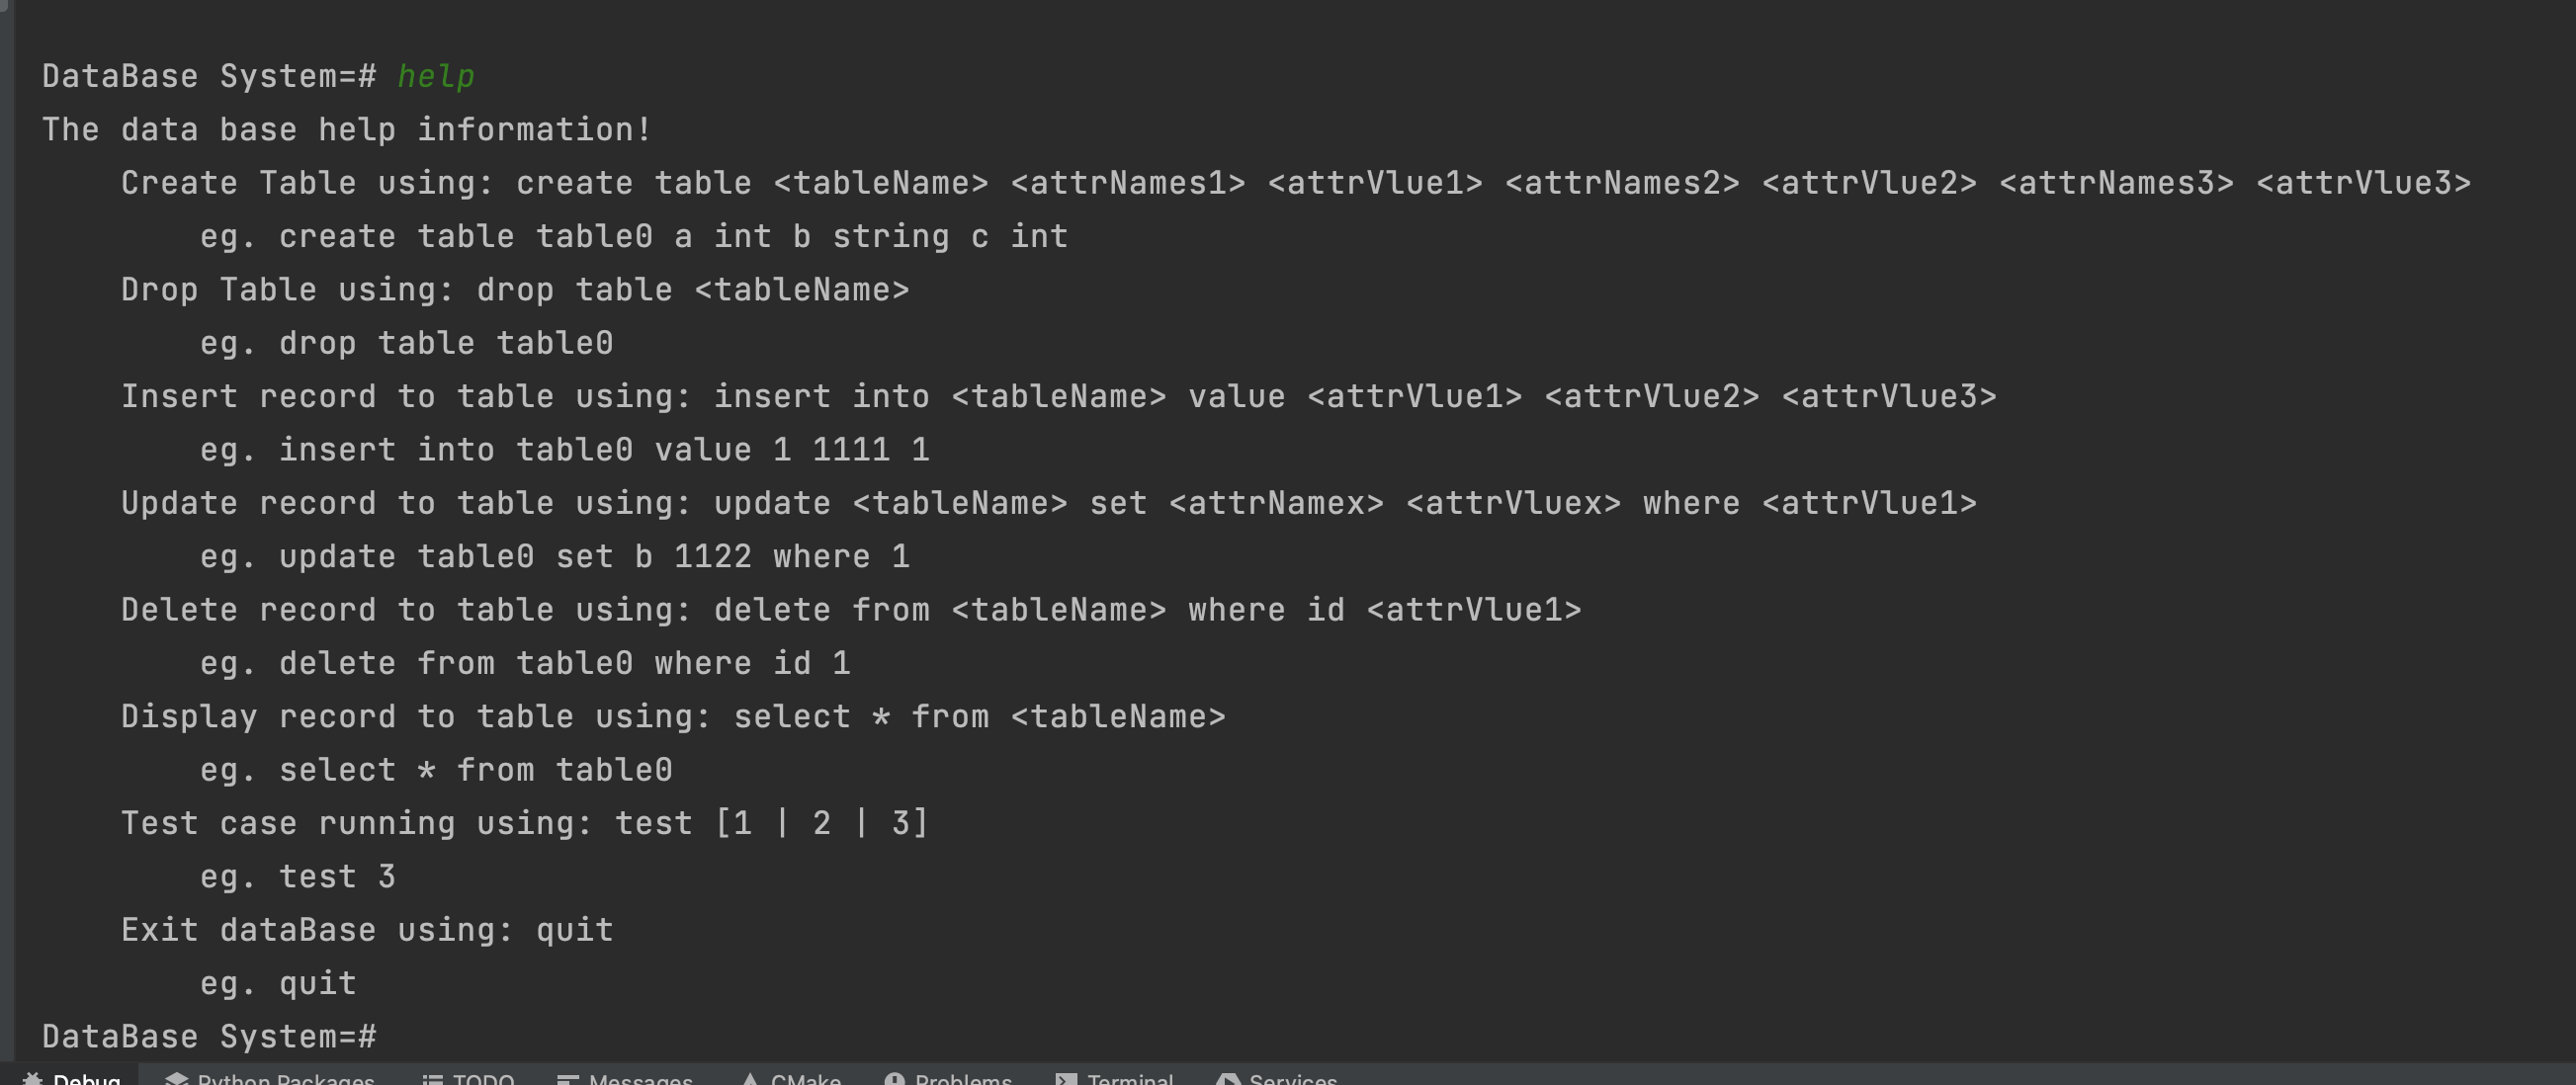 DataBase System=# help
The data base help information!
    Create Table using: create table <tableName> <attrNames1> <attrVlue1> <attrNames2> <attrVlue2> <attrNames3> <attrVlue3>
        eg. create table table0 a int b string c int
    Drop Table using: drop table <tableName>
        eg. drop table table0
    Insert record to table using: insert into <tableName> value <attrVlue1> <attrVlue2> <attrVlue3>
        eg. insert into table0 value 1 1111 1
    Update record to table using: update <tableName> set <attrNamex> <attrVluex> where <attrVlue1>
        eg. update table0 set b 1122 where 1
    Delete record to table using: delete from <tableName> where id <attrVlue1>
        eg. delete from table0 where id 1
    Display record to table using: select * from <tableName>
        eg. select * from table0
    Test case running using: test [1 | 2 | 3]
        eg. test 3
    Exit dataBase using: quit
        eg. quit
DataBase System=#
Debug Python Packages TODO Messages CMake Problems Terminal Services